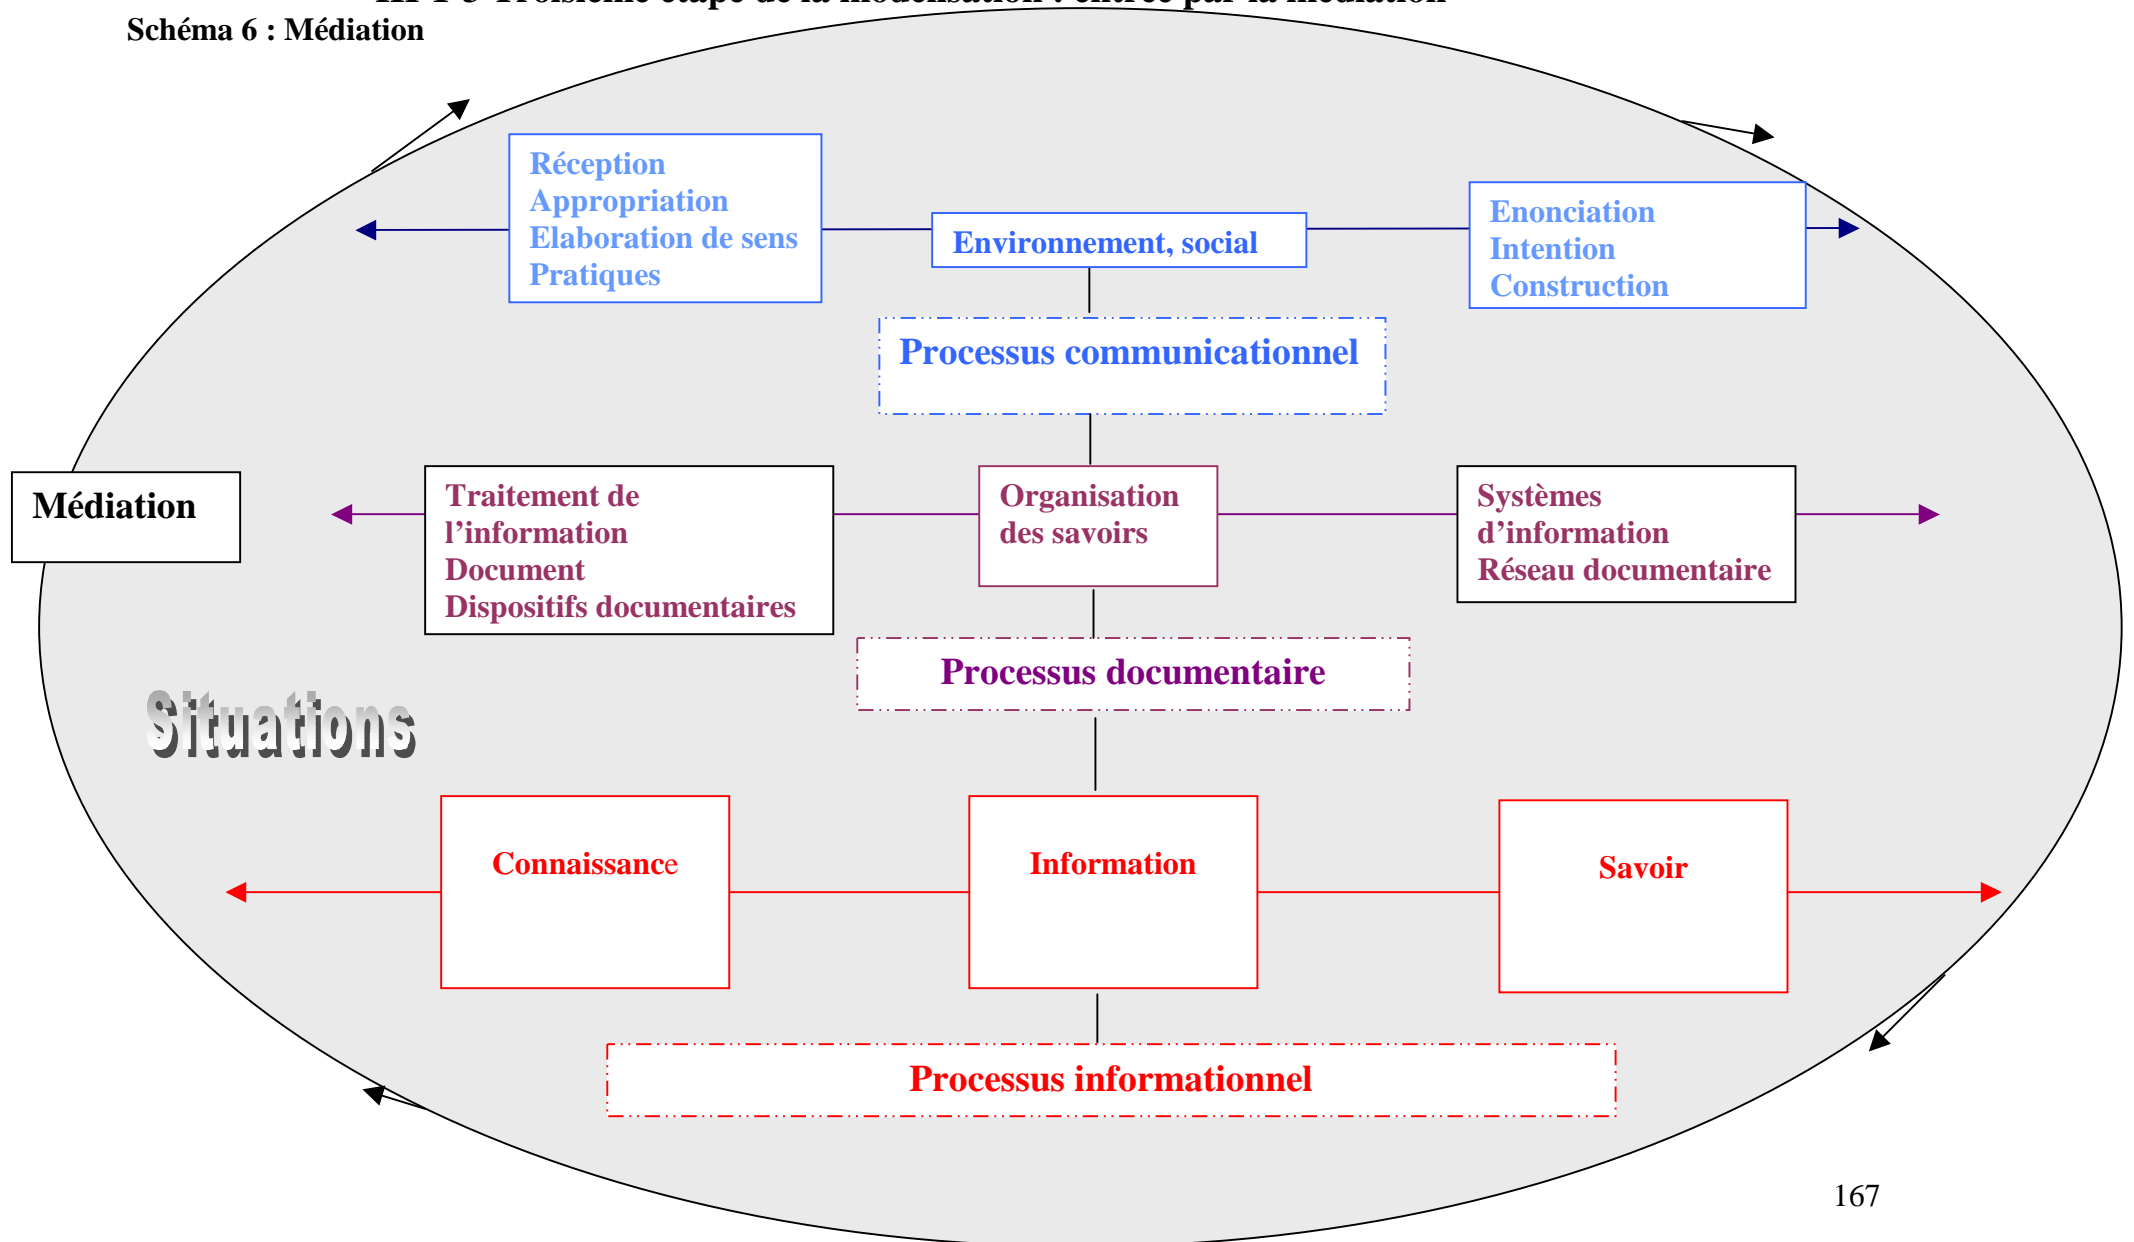 Schéma 6 : Médiation
Réception
Appropriation
Elaboration de sens
Pratiques
Environnement, social
Enonciation
Intention
Construction
Processus communicationnel
Médiation
Traitement de
l’information
Document
Dispositifs documentaires
Organisation
des savoirs
Systèmes
d’information
Réseau documentaire
Processus documentaire
Situations
Connaissance
Information
Savoir
Processus informationnel
167